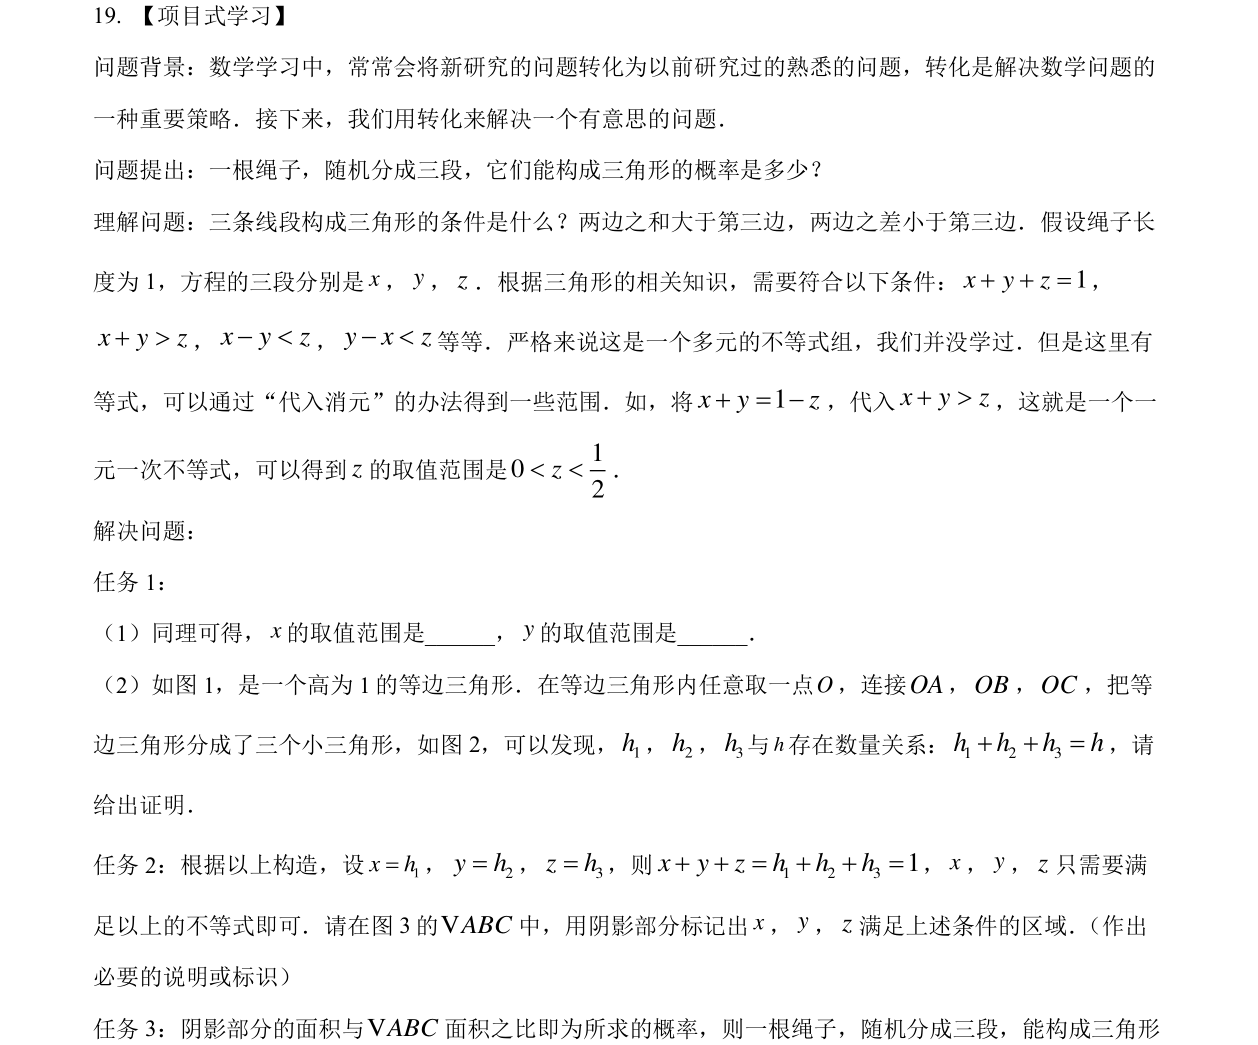 19. 【项目式学习】
问题背景：数学学习中，常常会将新研究的问题转化为以前研究过的熟悉的问题，转化是解决数学问题的
一种重要策略．接下来，我们用转化来解决一个有意思的问题．
问题提出：一根绳子，随机分成三段，它们能构成三角形的概率是多少？
理解问题：三条线段构成三角形的条件是什么？两边之和大于第三边，两边之差小于第三边．假设绳子长
度为 1，方程的三段分别是 x， y， z．根据三角形的相关知识，需要符合以下条件： x + y + z = 1，
x + y > z， x − y < z， y − x < z 等等．严格来说这是一个多元的不等式组，我们并没学过．但是这里有
等式，可以通过“代入消元”的办法得到一些范围．如，将 x + y = 1 − z，代入 x + y > z，这就是一个一
元一次不等式，可以得到 z 的取值范围是 0 < z < 1/2．
解决问题：
任务 1：
（1）同理可得， x 的取值范围是______， y 的取值范围是______．
（2）如图 1，是一个高为 1 的等边三角形．在等边三角形内任意取一点 O，连接 OA， OB， OC，把等
边三角形分成了三个小三角形，如图 2，可以发现， h₁， h₂， h₃ 与 h 存在数量关系： h₁ + h₂ + h₃ = h，请
给出证明．
任务 2：根据以上构造，设 x = h₁， y = h₂， z = h₃，则 x + y + z = h₁ + h₂ + h₃ = 1， x， y， z 只需要满
足以上的不等式即可．请在图 3 的 VABC 中，用阴影部分标记出 x， y， z 满足上述条件的区域．（作出
必要的说明或标识）
任务 3：阴影部分的面积与 VABC 面积之比即为所求的概率，则一根绳子，随机分成三段，能构成三角形